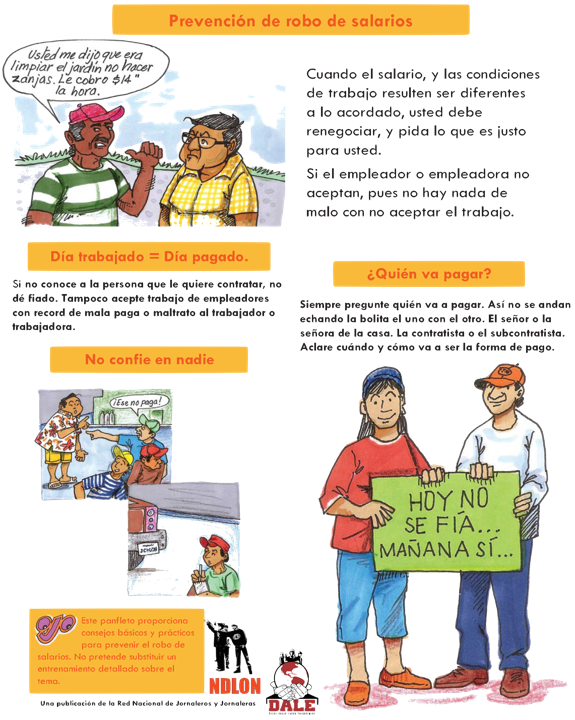 Prevención de robo de salarios
Usted me dijo que era
limpiar el jardín no hacer
zanjas. Le cobro $14"
la hora.
Cuando el salario, y las condiciones
de trabajo resulten ser diferentes
a lo acordado, usted debe
renegociar, y pida lo que es justo
para usted.
Si el empleador o empleadora no
aceptan, pues no hay nada de
malo con no aceptar el trabajo.
Día trabajado = Día pagado.
Si no conoce a la persona que le quiere contratar, no
dé fiado. Tampoco acepte trabajo de empleadores
con record de mala paga o maltrato al trabajador o
trabajadora.
¿Quién va pagar?
Siempre pregunte quién va a pagar. Así no se andan
echando la bolita el uno con el otro. El señor o la
señora de la casa. La contratista o el subcontratista.
Aclare cuándo y cómo va a ser la forma de pago.
No confie en nadie
¡Ese no paga!
HOY NO
SE FÍA...
MAÑANA SÍ...
Ojo
Este panfleto proporciona
consejos básicos y prácticos
para prevenir el robo de
salarios. No pretende substituir un
entrenamiento detallado sobre el
tema.
NDLON
DALE
Una publicación de la Red Nacional de Jornaleros y Jornaleras